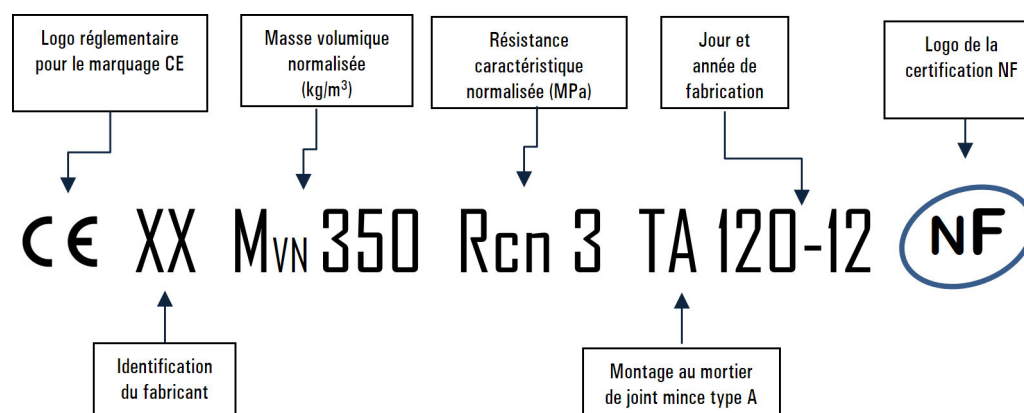 Logo réglementaire
pour le marquage CE
Masse volumique
normalisée
(kg/m³)
Résistance
caractéristique
normalisée (MPa)
Jour et
année de
fabrication
Logo de la
certification NF
CE XX MVN 350 Rcn 3 TA 120-12 NF
Identification
du fabricant
Montage au mortier
de joint mince type A